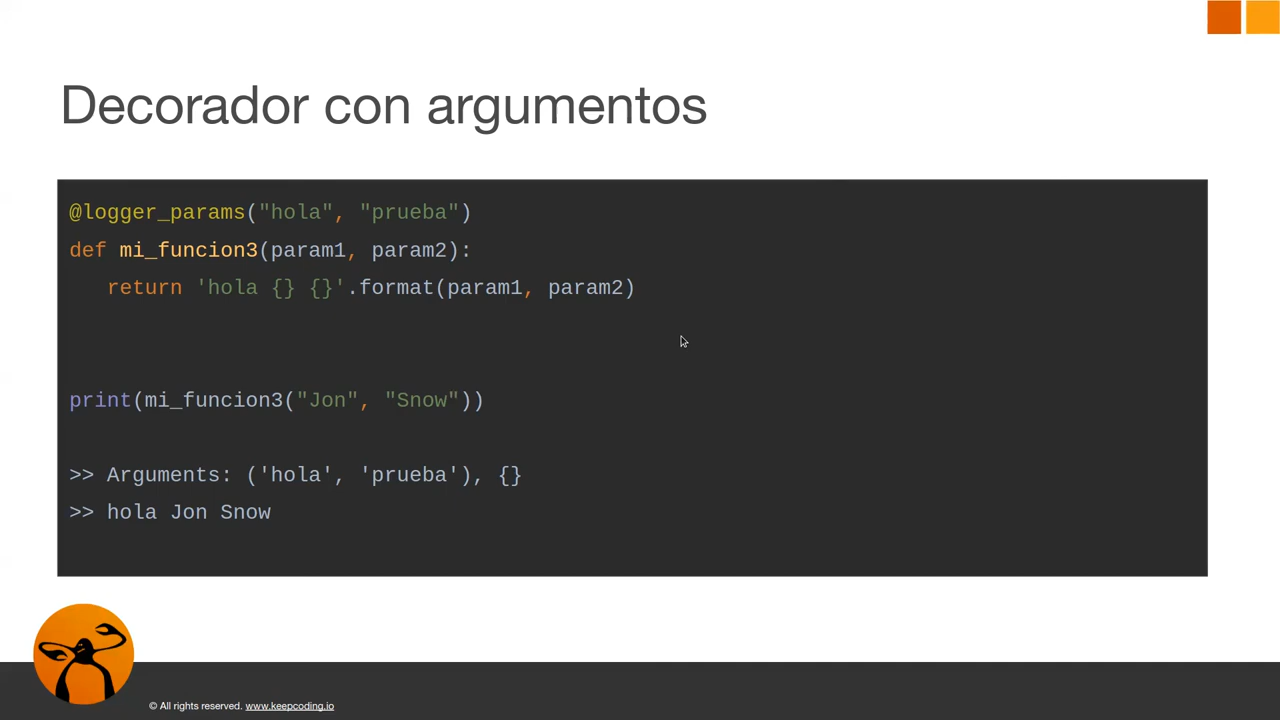 Decorador con argumentos
@logger_params("hola", "prueba")
def mi_funcion3(param1, param2):
return 'hola {} {}'.format(param1, param2)
print(mi_funcion3("Jon", "Snow"))
>> Arguments: ('hola', 'prueba'), {}
>> hola Jon Snow
© All rights reserved. www.keepcoding.io